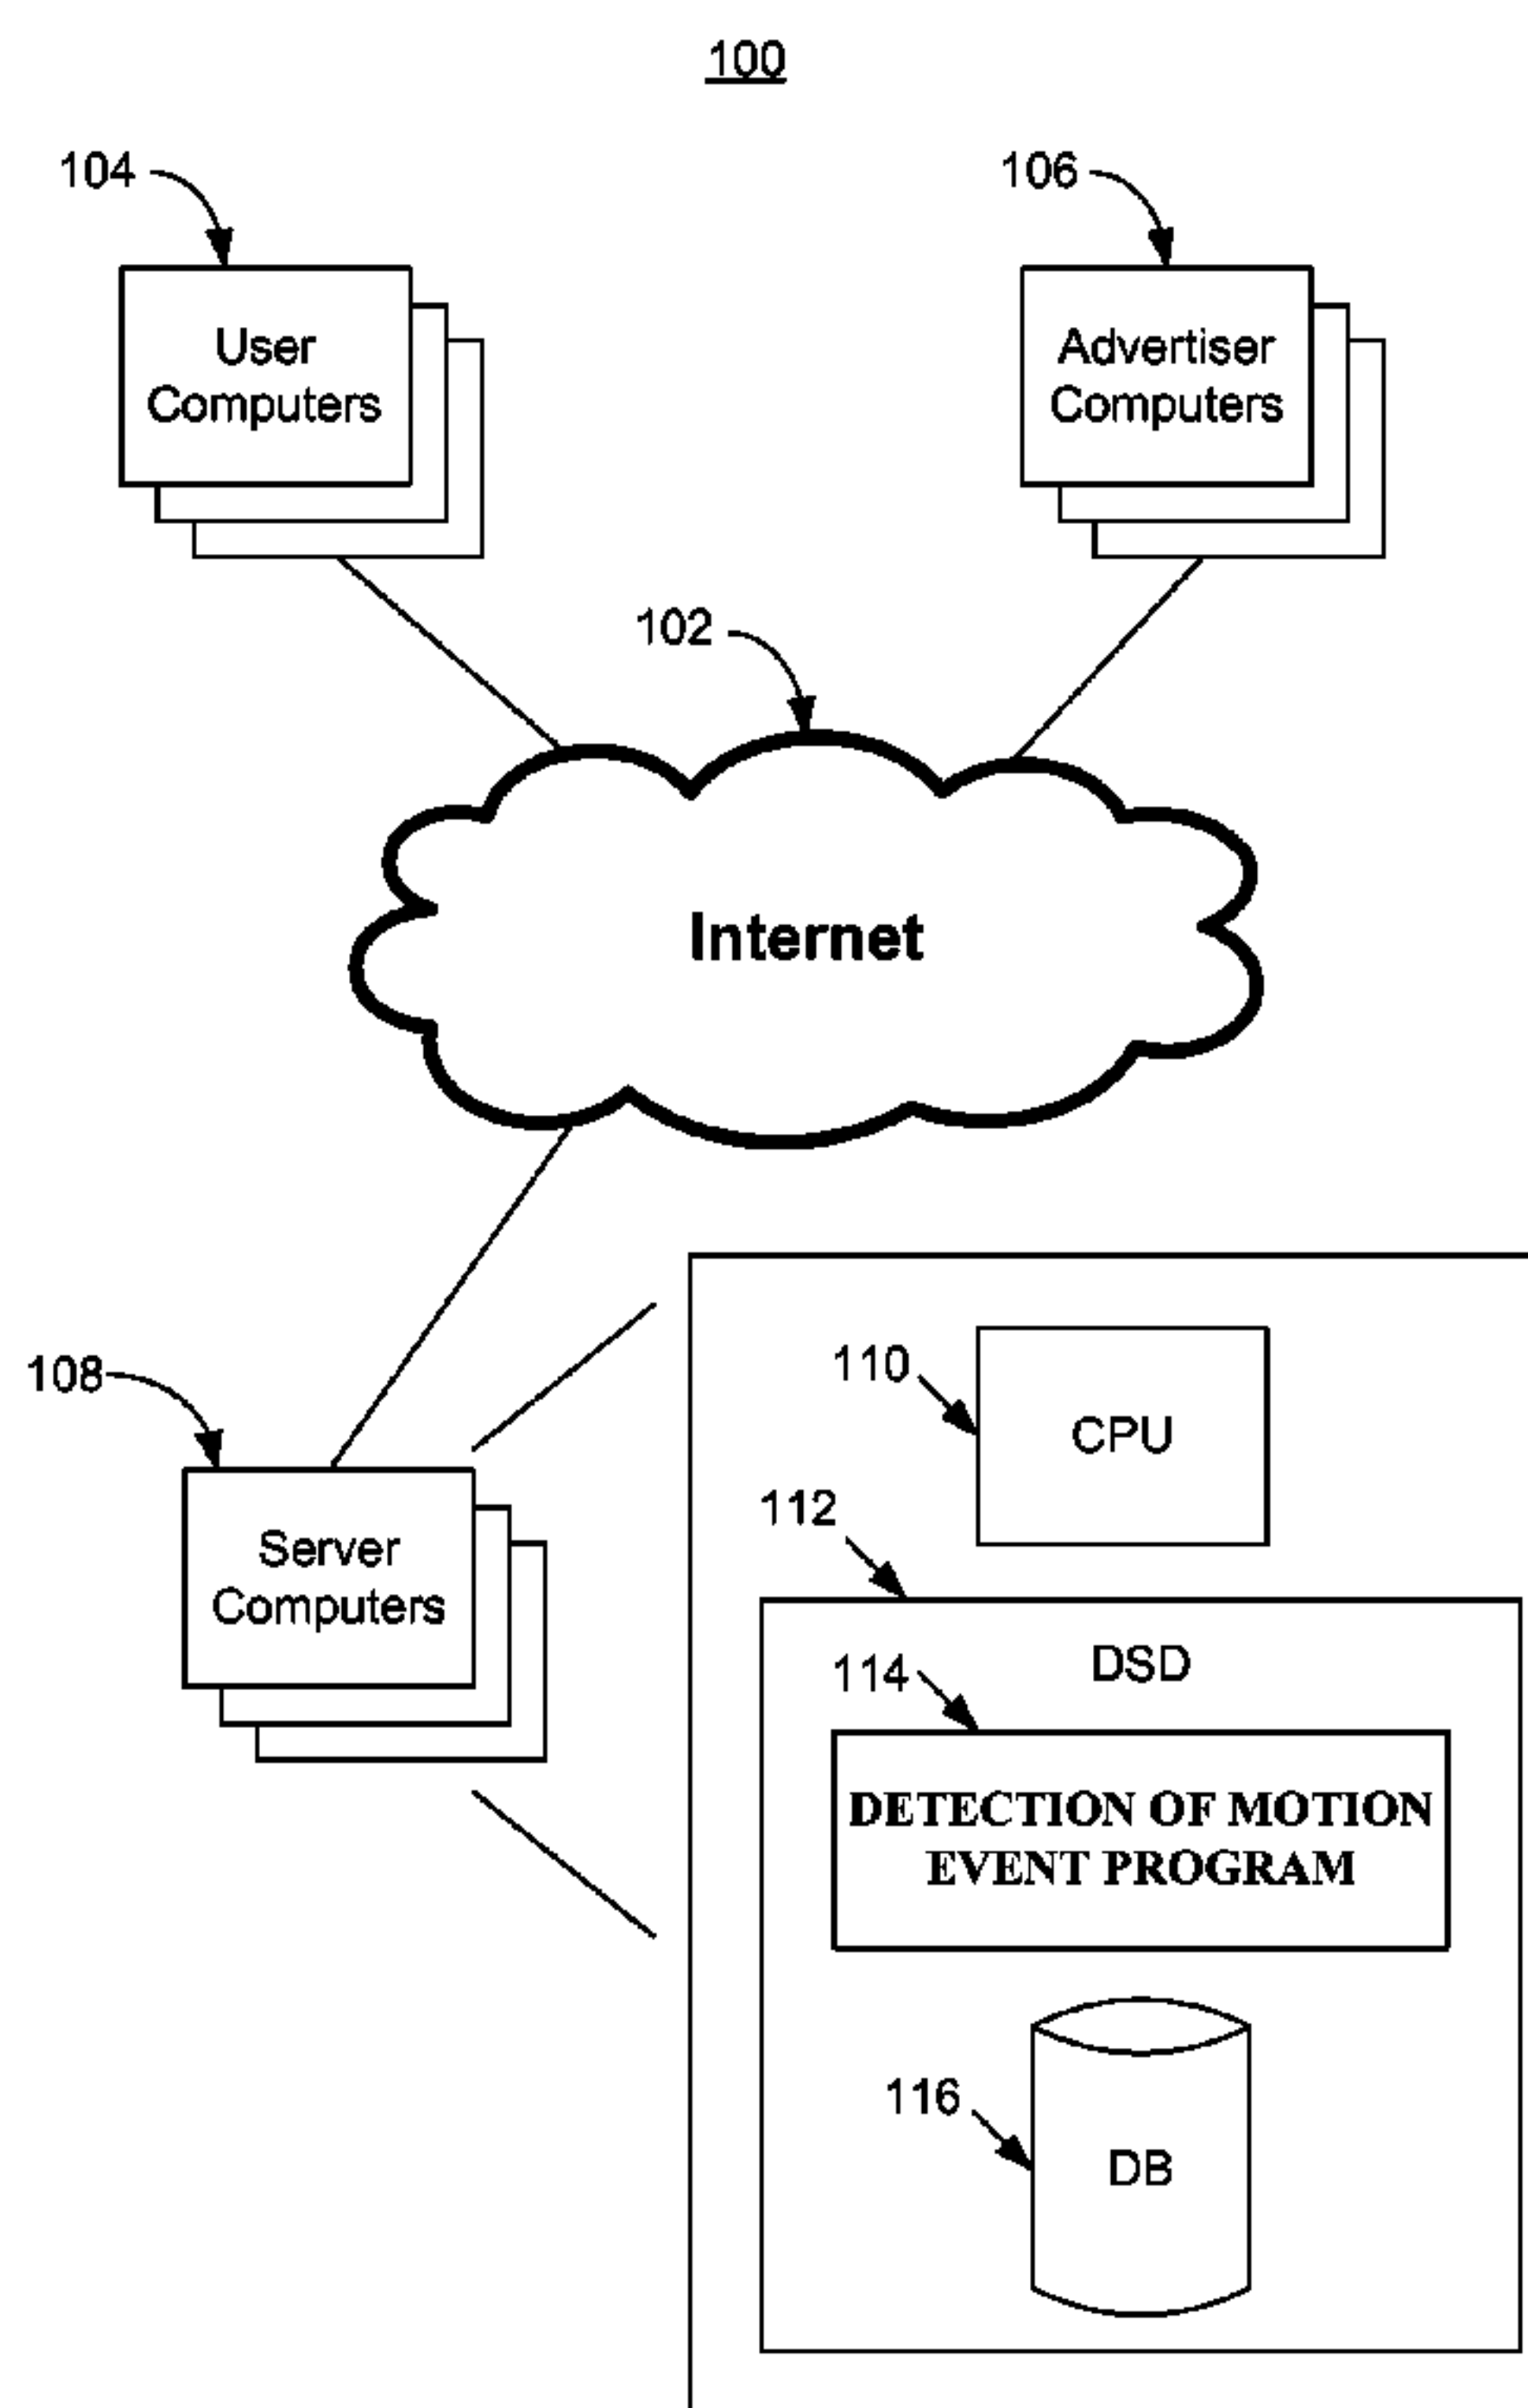 100
104
106
User
Computers
Advertiser
Computers
102
Internet
108
110
CPU
112
Server
Computers
DSD
114
DETECTION OF MOTION
EVENT PROGRAM
116
DB